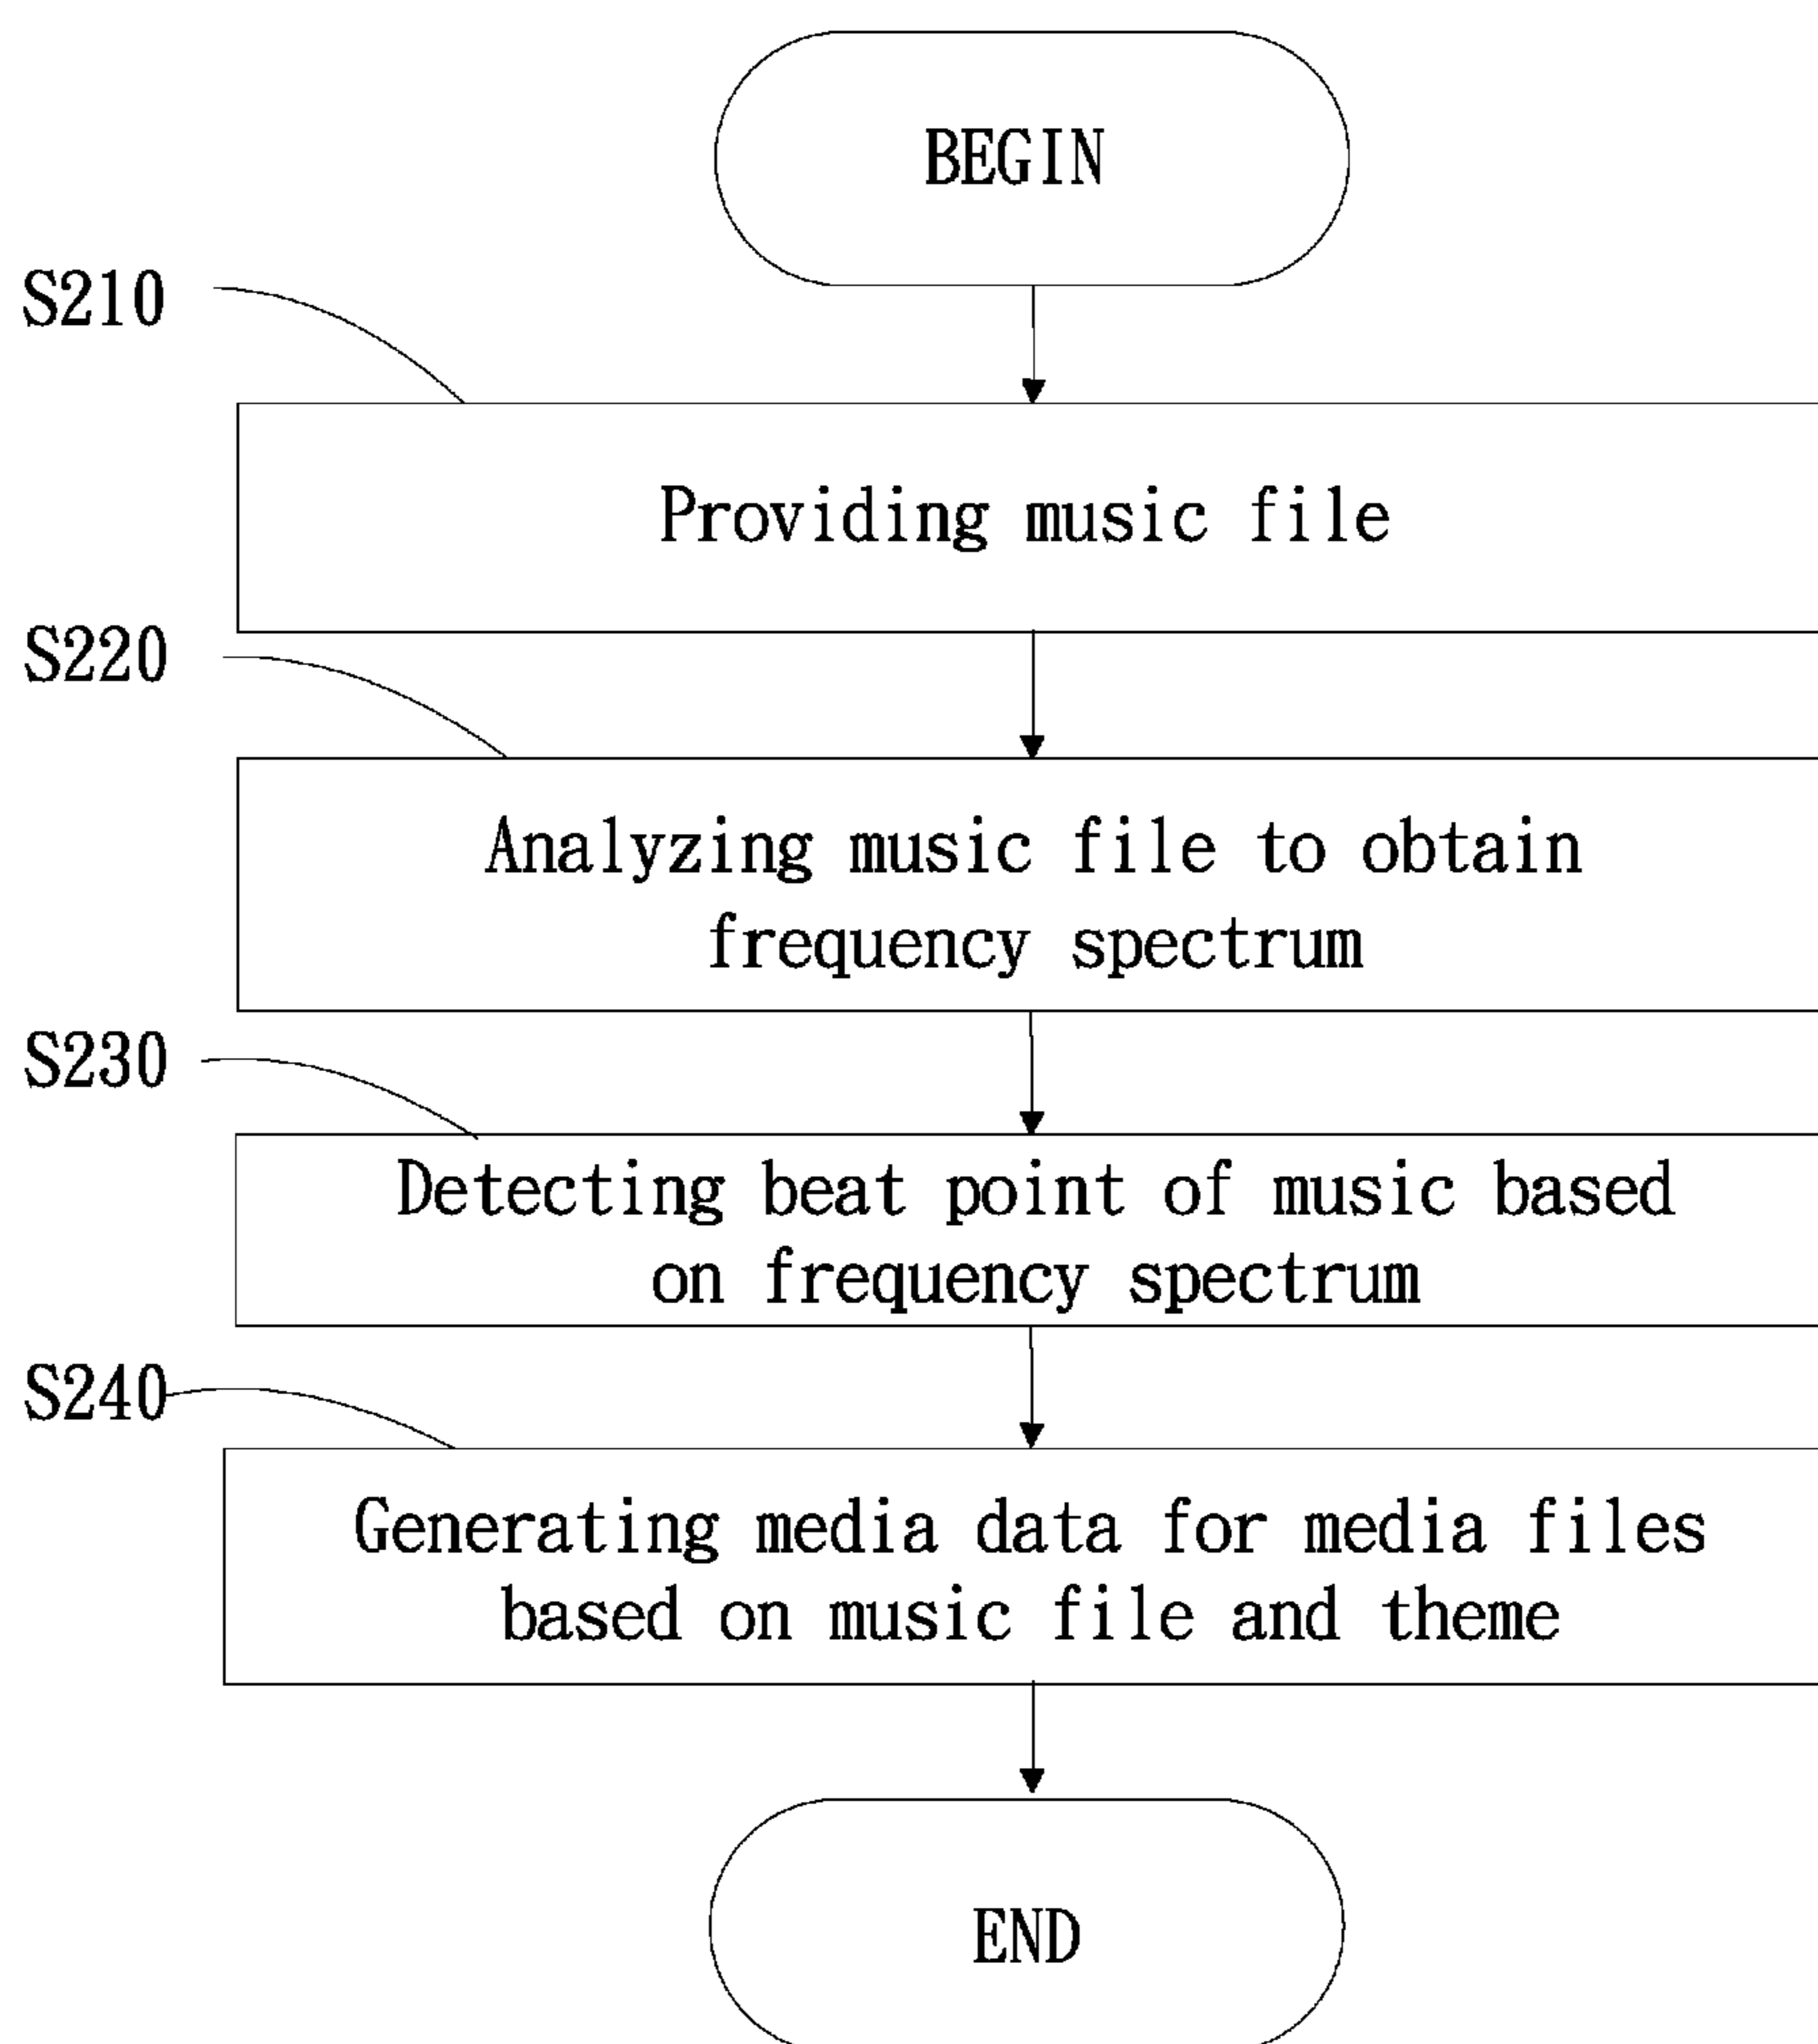 BEGIN
S210
Providing music file
S220
Analyzing music file to obtain
frequency spectrum
S230
Detecting beat point of music based
on frequency spectrum
S240
Generating media data for media files
based on music file and theme
END